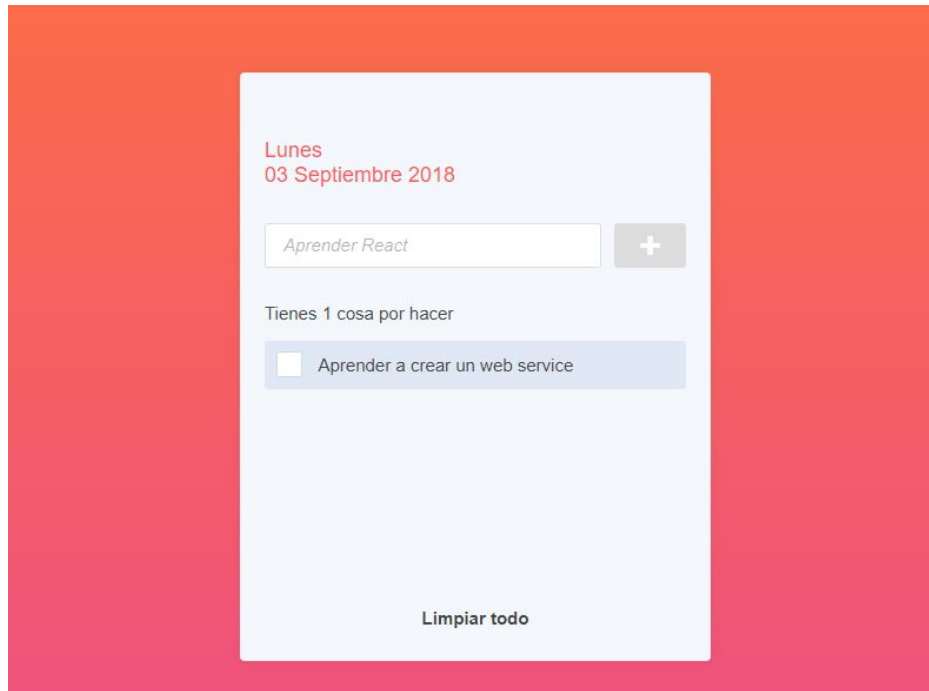 Lunes
03 Septiembre 2018
Aprender React
Tienes 1 cosa por hacer
Aprender a crear un web service
Limpiar todo